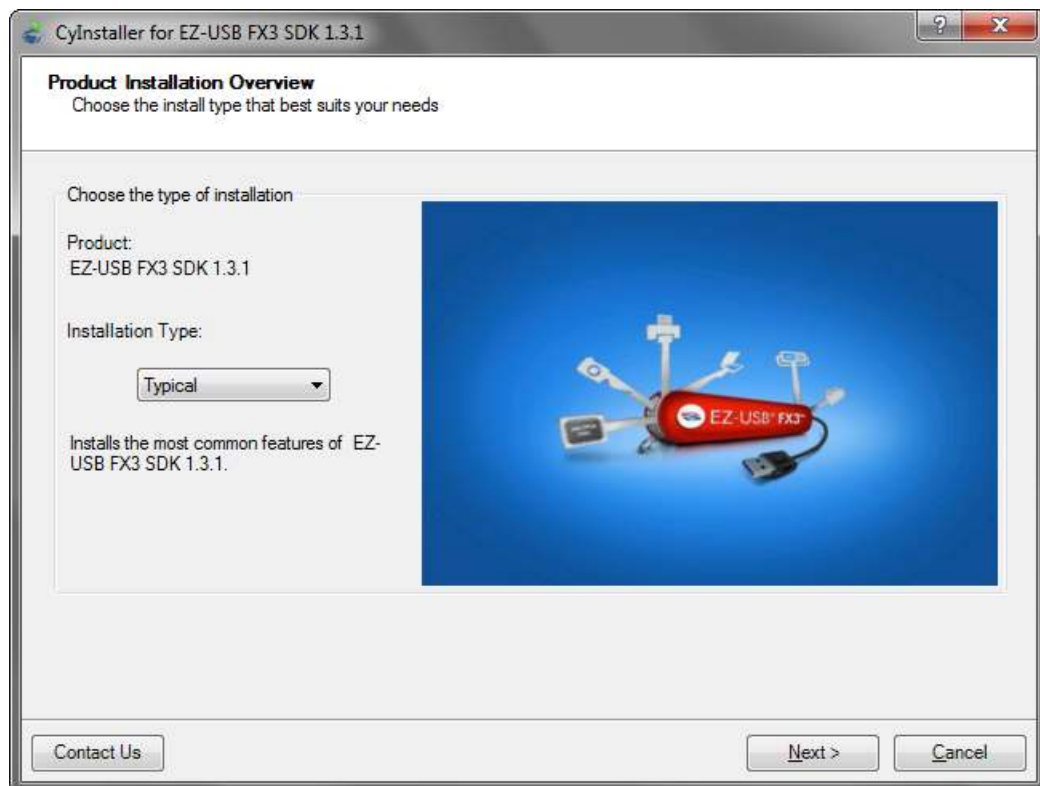 CyInstaller for EZ-USB FX3 SDK 1.3.1
Product Installation Overview
Choose the install type that best suits your needs
Choose the type of installation
Product:
EZ-USB FX3 SDK 1.3.1
Installation Type:
Typical
Installs the most common features of EZ-
USB FX3 SDK 1.3.1.
EZ-USB® FX3™
Contact Us
Next >
Cancel